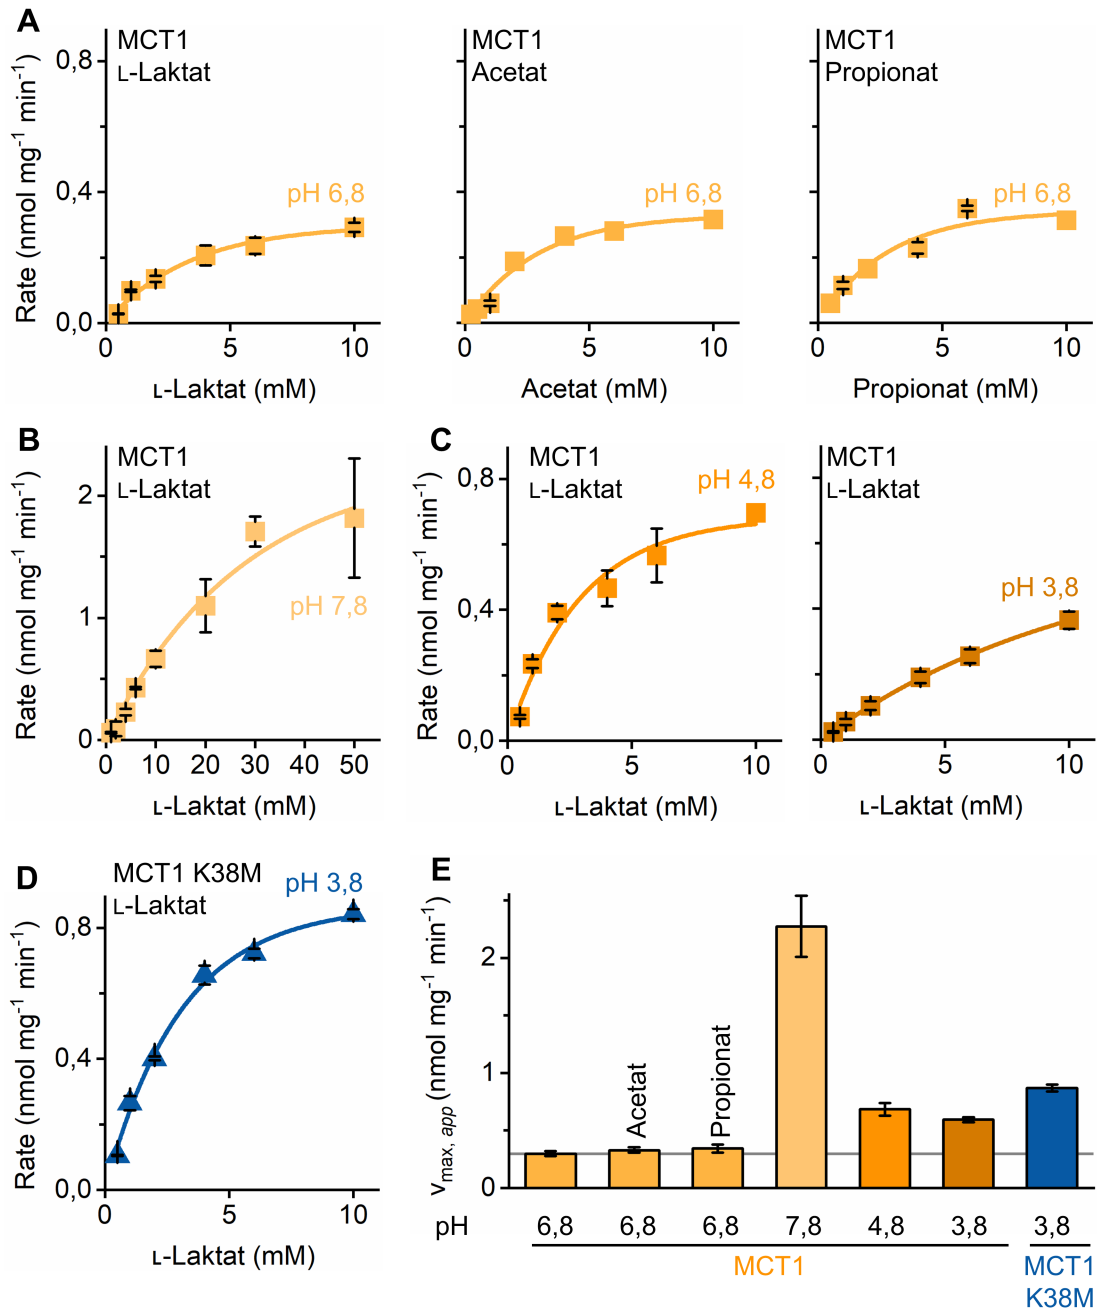 A
MCT1
ʟ-Laktat
pH 6,8
Rate (nmol mg⁻¹ min⁻¹)
0,8
0,4
0,0
0
5
10
ʟ-Laktat (mM)
MCT1
Acetat
pH 6,8
0
5
10
Acetat (mM)
MCT1
Propionat
pH 6,8
0
5
10
Propionat (mM)
B
MCT1
ʟ-Laktat
pH 7,8
Rate (nmol mg⁻¹ min⁻¹)
2
1
0
0
10
20
30
40
50
ʟ-Laktat (mM)
C
MCT1
ʟ-Laktat
pH 4,8
Rate (nmol mg⁻¹ min⁻¹)
0,8
0,4
0,0
0
5
10
ʟ-Laktat (mM)
MCT1
ʟ-Laktat
pH 3,8
0
5
10
ʟ-Laktat (mM)
D
MCT1 K38M
ʟ-Laktat
pH 3,8
Rate (nmol mg⁻¹ min⁻¹)
0,8
0,4
0,0
0
5
10
ʟ-Laktat (mM)
E
vmax, app (nmol mg⁻¹ min⁻¹)
2
1
0
Acetat
Propionat
pH
6,8
6,8
6,8
7,8
4,8
3,8
3,8
MCT1
MCT1
K38M